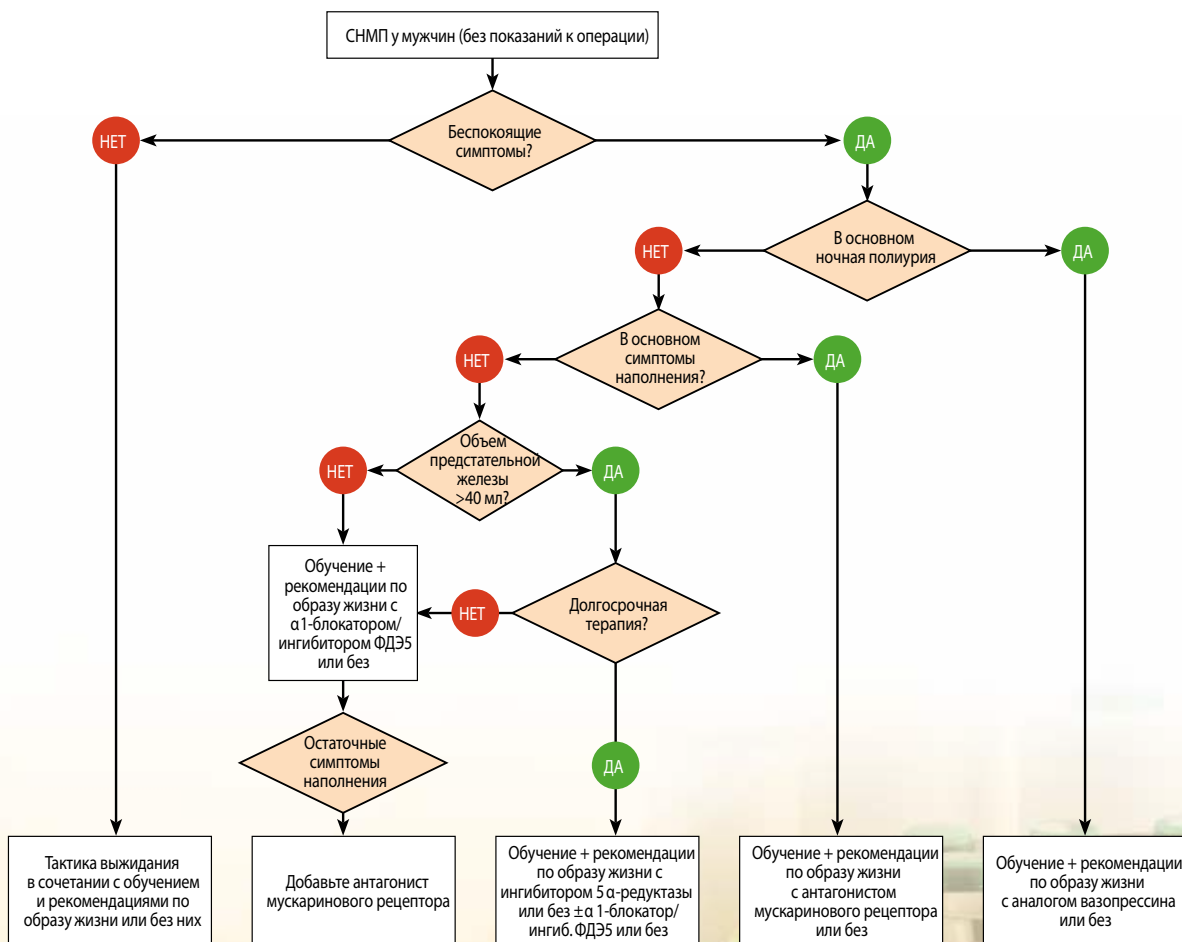 СНМП у мужчин (без показаний к операции)
Беспокоящие
симптомы?
НЕТ
ДА
В основном
ночная полиурия
НЕТ
ДА
В основном
симптомы
наполнения?
НЕТ
ДА
Объем
предстательной
железы
>40 мл?
НЕТ
ДА
Обучение +
рекомендации по
образу жизни с
α1-блокатором/
ингибитором ФДЭ5
или без
НЕТ
Долгосрочная
терапия?
Остаточные
симптомы
наполнения
ДА
Тактика выжидания
в сочетании с обучением
и рекомендациями по
образу жизни или без них
Добавьте антагонист
мускаринового рецептора
Обучение + рекомендации
по образу жизни с
ингибитором 5 α-редуктазы
или без ±α 1-блокатор/
ингиб. ФДЭ5 или без
Обучение + рекомендации
по образу жизни
с антагонистом
мускаринового рецептора
или без
Обучение + рекомендации
по образу жизни
с аналогом вазопрессина
или без